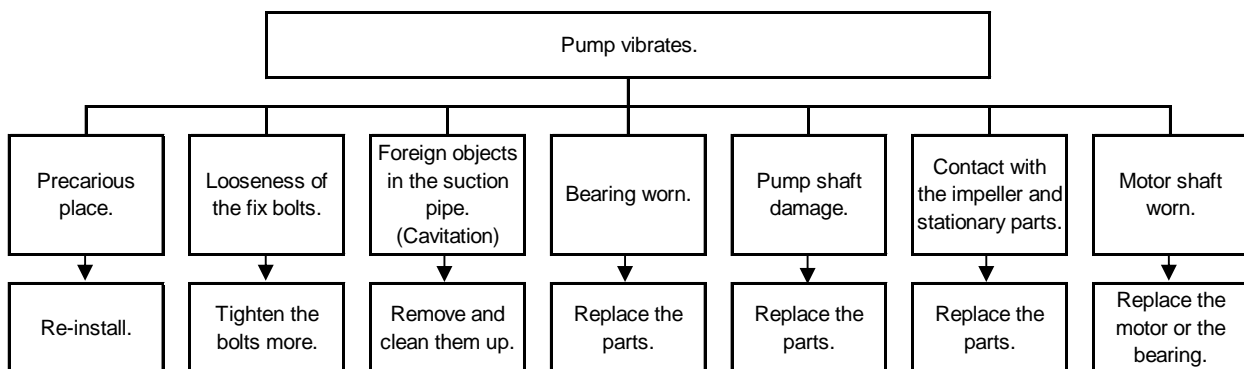 Pump vibrates.
Precarious
place.
Looseness of
the fix bolts.
Foreign objects
in the suction
pipe.
(Cavitation)
Bearing worn.
Pump shaft
damage.
Contact with
the impeller and
stationary parts.
Motor shaft
worn.
Re-install.
Tighten the
bolts more.
Remove and
clean them up.
Replace the
parts.
Replace the
parts.
Replace the
parts.
Replace the
motor or the
bearing.